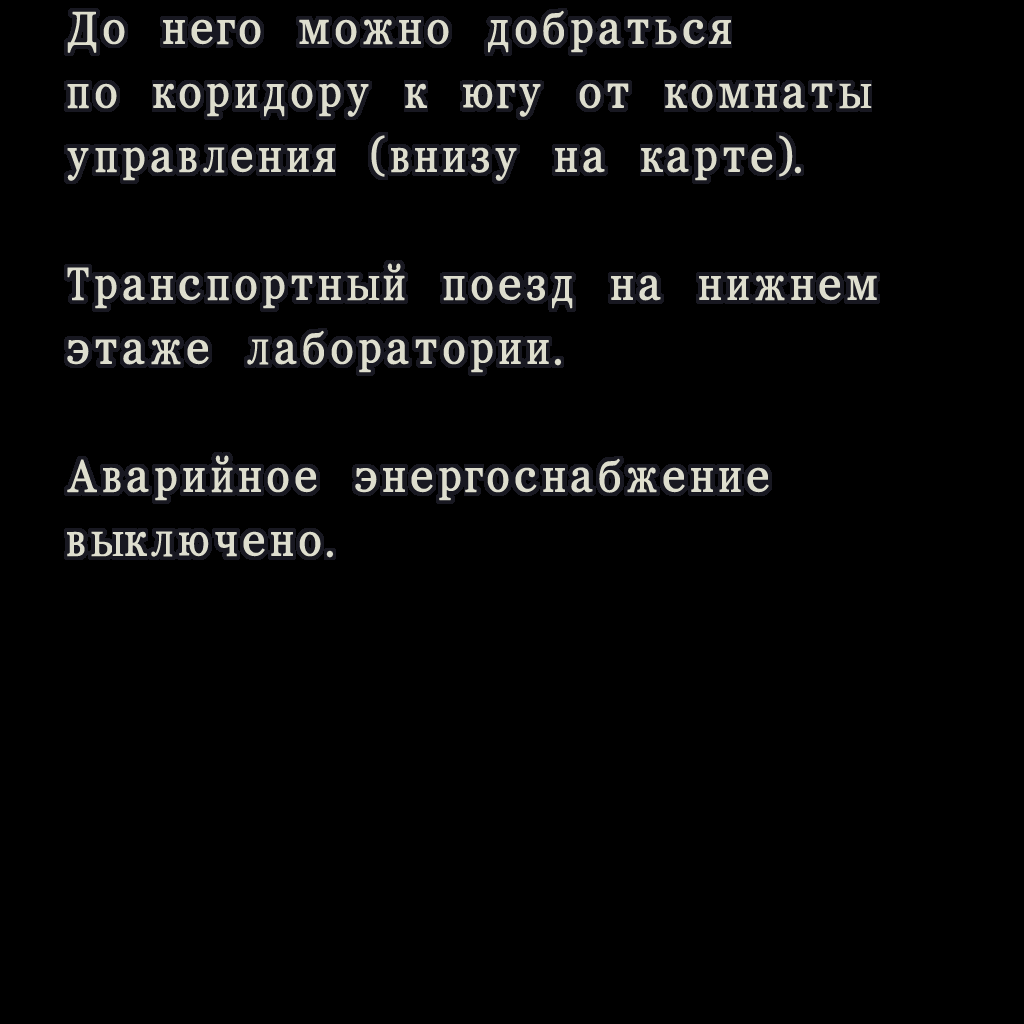 До него можно добраться
по коридору к югу от комнаты
управления (внизу на карте).
Транспортный поезд на нижнем
этаже лаборатории.
Аварийное энергоснабжение
выключено.